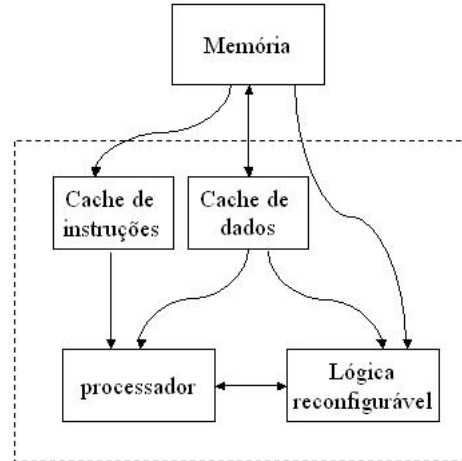 Memória
Cache de
instruções
Cache de
dados
processador
Lógica
reconfigurável